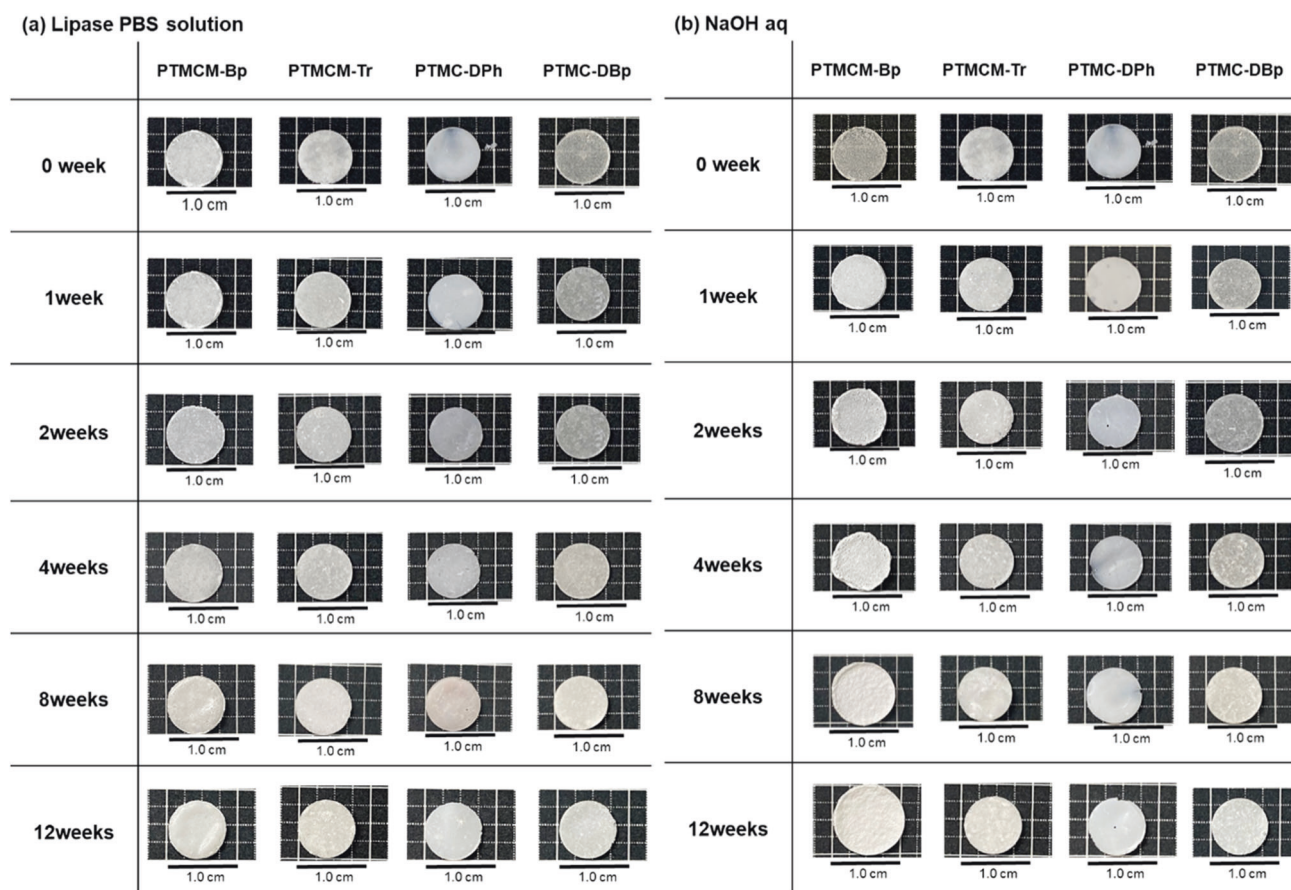 (a) Lipase PBS solution
PTMCM-Bp PTMCM-Tr PTMC-DPh PTMC-DBp
0 week
1.0 cm 1.0 cm 1.0 cm 1.0 cm
1week
1.0 cm 1.0 cm 1.0 cm 1.0 cm
2weeks
1.0 cm 1.0 cm 1.0 cm 1.0 cm
4weeks
1.0 cm 1.0 cm 1.0 cm 1.0 cm
8weeks
1.0 cm 1.0 cm 1.0 cm 1.0 cm
12weeks
1.0 cm 1.0 cm 1.0 cm 1.0 cm
(b) NaOH aq
PTMCM-Bp PTMCM-Tr PTMC-DPh PTMC-DBp
0 week
1.0 cm 1.0 cm 1.0 cm 1.0 cm
1week
1.0 cm 1.0 cm 1.0 cm 1.0 cm
2weeks
1.0 cm 1.0 cm 1.0 cm 1.0 cm
4weeks
1.0 cm 1.0 cm 1.0 cm 1.0 cm
8weeks
1.0 cm 1.0 cm 1.0 cm 1.0 cm
12weeks
1.0 cm 1.0 cm 1.0 cm 1.0 cm